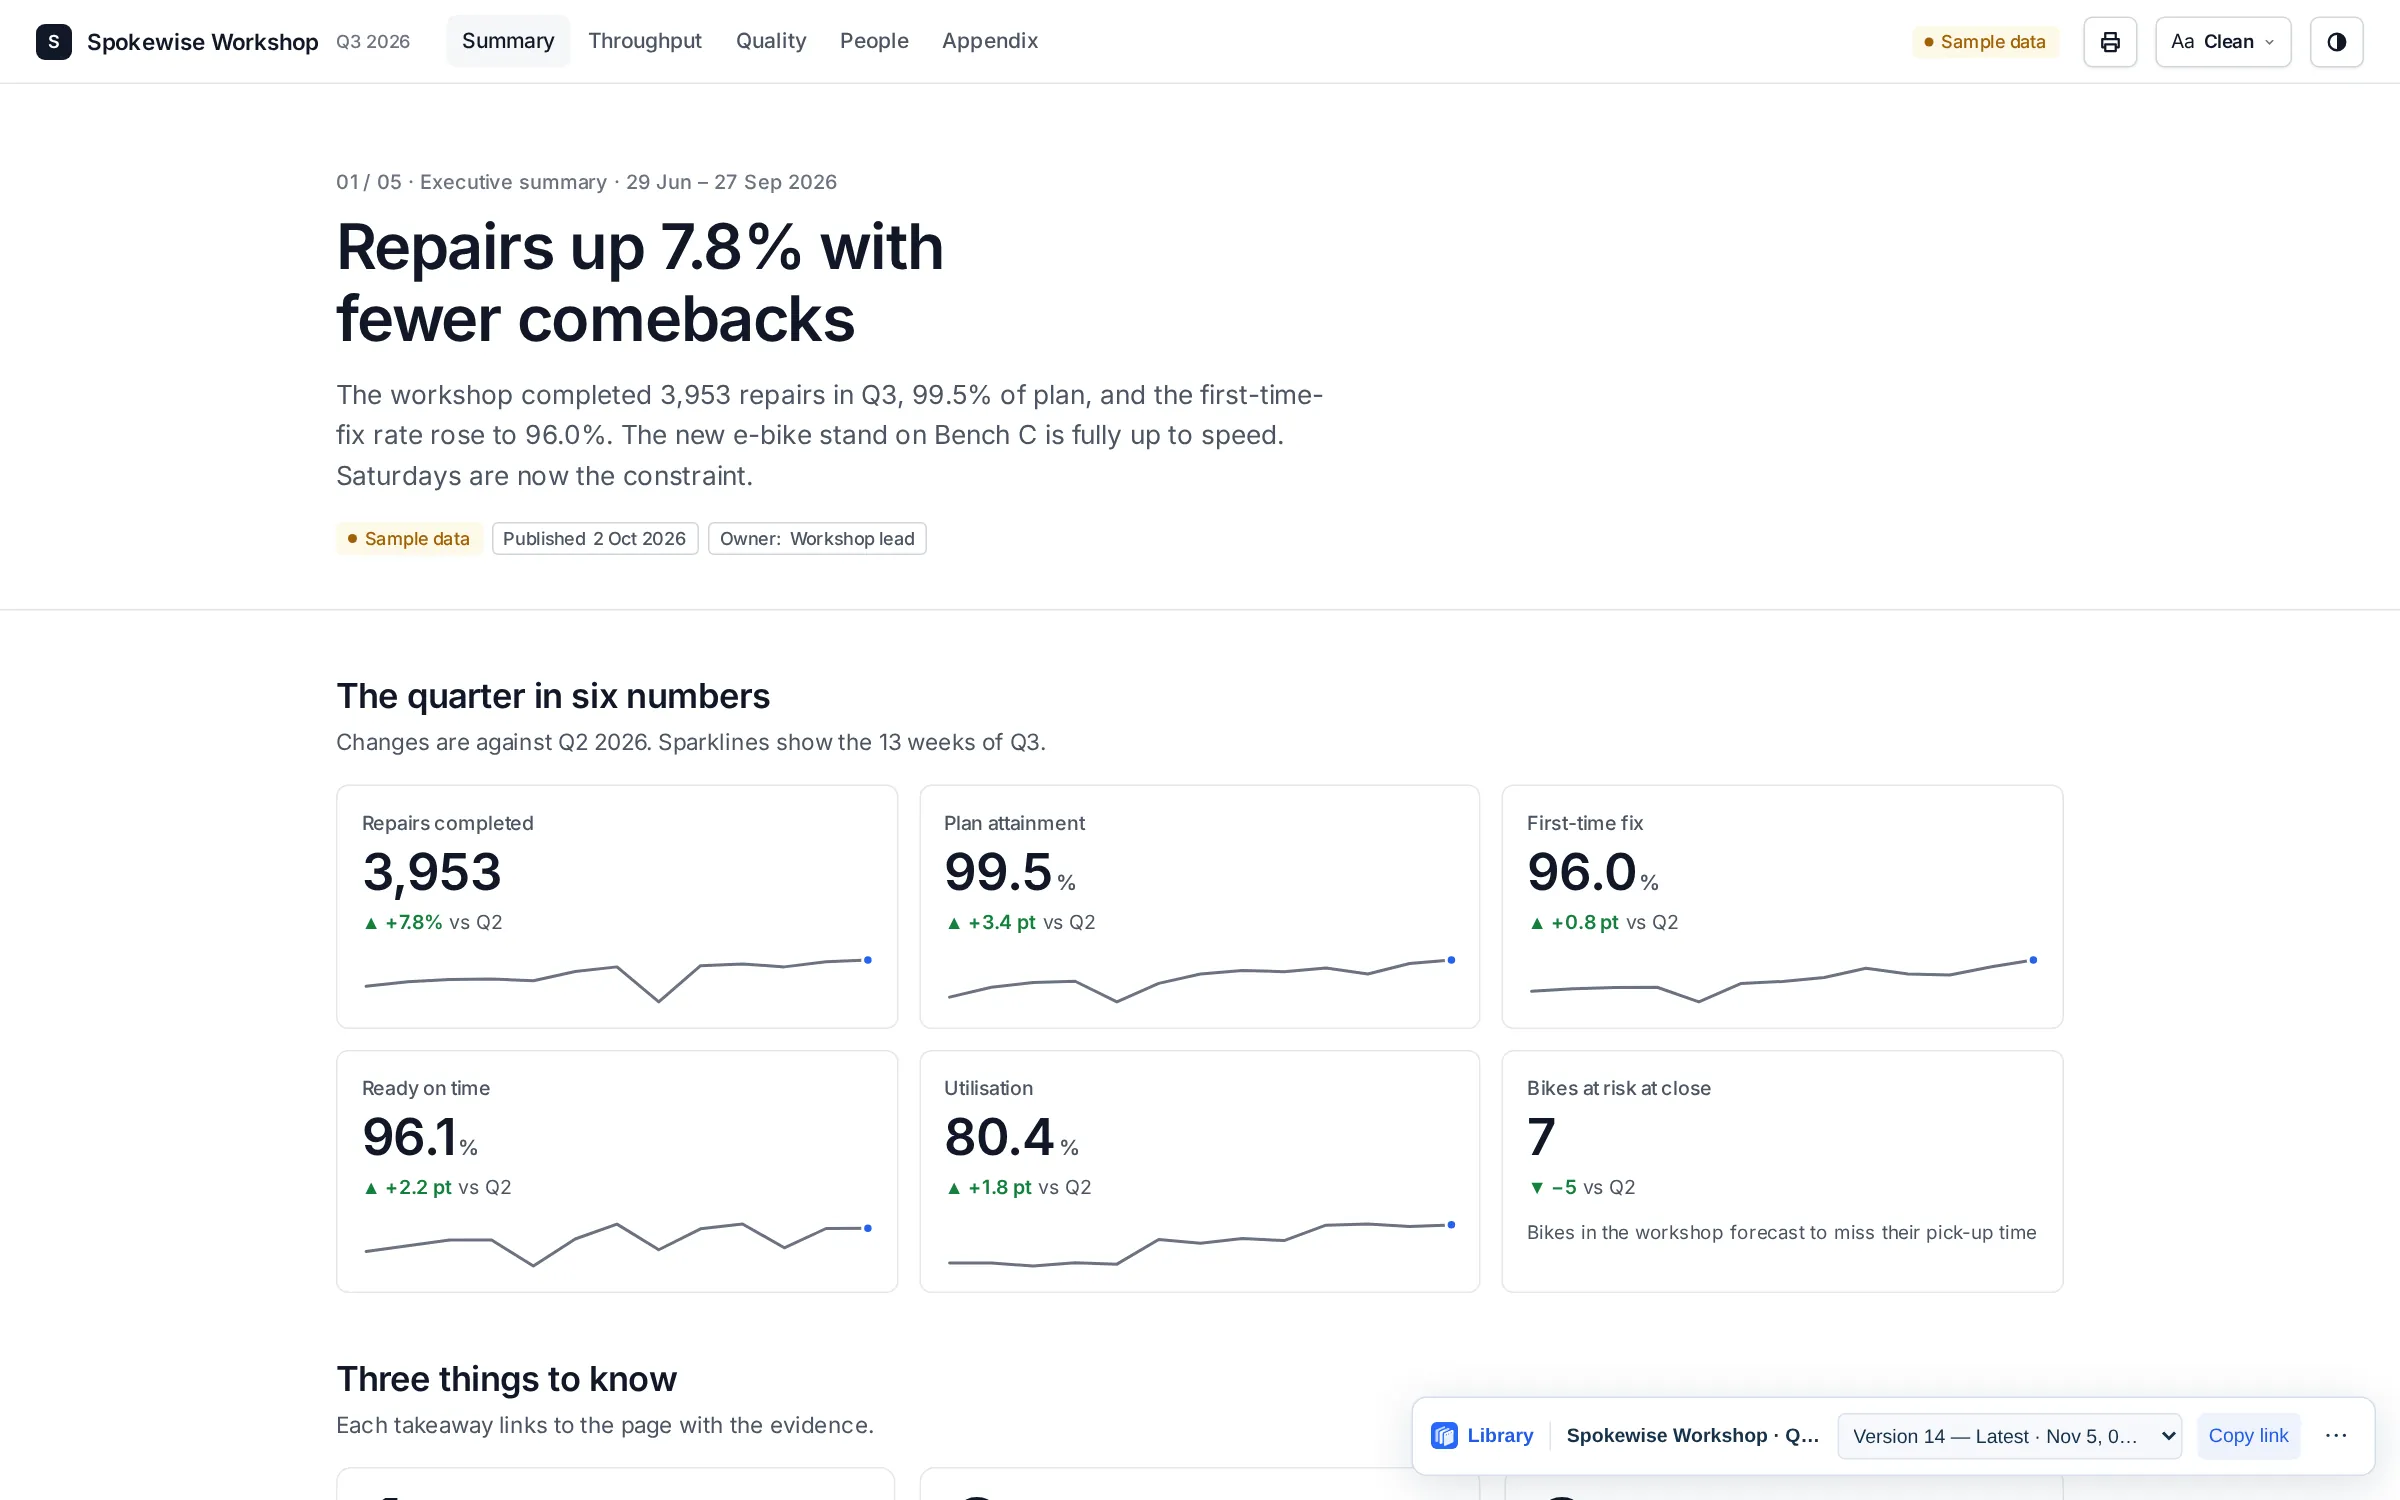 S Spokewise Workshop Q3 2026 Summary Throughput Quality People Appendix Sample data Aa Clean
01 / 05 · Executive summary · 29 Jun – 27 Sep 2026
Repairs up 7.8% with
fewer comebacks
The workshop completed 3,953 repairs in Q3, 99.5% of plan, and the first-time-
fix rate rose to 96.0%. The new e-bike stand on Bench C is fully up to speed.
Saturdays are now the constraint.
Sample data Published 2 Oct 2026 Owner: Workshop lead
The quarter in six numbers
Changes are against Q2 2026. Sparklines show the 13 weeks of Q3.
Repairs completed
3,953
▲ +7.8% vs Q2
Plan attainment
99.5%
▲ +3.4 pt vs Q2
First-time fix
96.0%
▲ +0.8 pt vs Q2
Ready on time
96.1%
▲ +2.2 pt vs Q2
Utilisation
80.4%
▲ +1.8 pt vs Q2
Bikes at risk at close
7
▼ −5 vs Q2
Bikes in the workshop forecast to miss their pick-up time
Three things to know
Each takeaway links to the page with the evidence.
Library Spokewise Workshop · Q... Version 14 — Latest · Nov 5, 0... Copy link ...